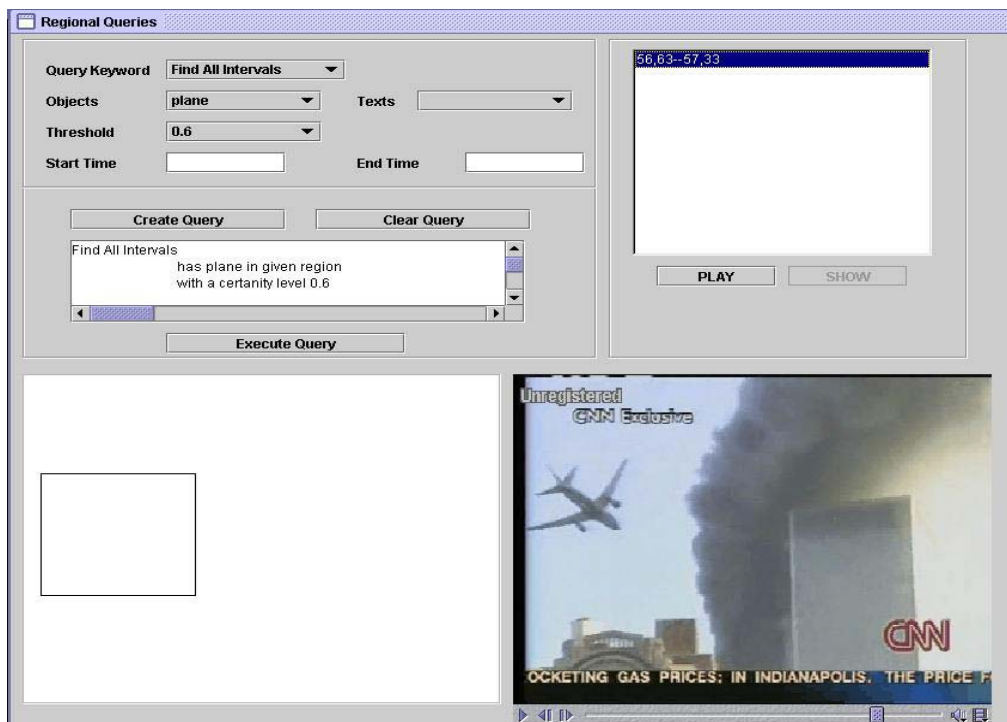 Regional Queries
Query Keyword Find All Intervals
Objects plane Texts
Threshold 0.6
Start Time End Time
Create Query Clear Query
Find All Intervals
has plane in given region
with a certanity level 0.6
Execute Query
56,63--57,33
PLAY SHOW
Unregistered
CNN Exclusive
CNN
OCKETING GAS PRICES; IN INDIANAPOLIS, THE PRICE F